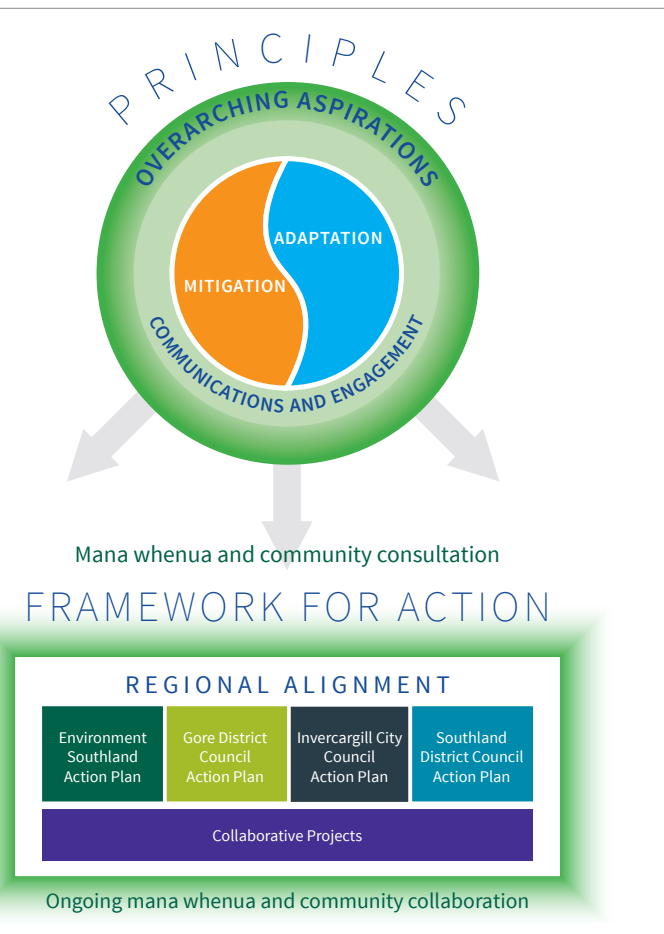 PRINCIPLES
OVERARCHING ASPIRATIONS
ADAPTATION
MITIGATION
COMMUNICATIONS AND ENGAGEMENT
Mana whenua and community consultation
FRAMEWORK FOR ACTION
REGIONAL ALIGNMENT
Environment
Southland
Action Plan
Gore District
Council
Action Plan
Invercargill City
Council
Action Plan
Southland
District Council
Action Plan
Collaborative Projects
Ongoing mana whenua and community collaboration